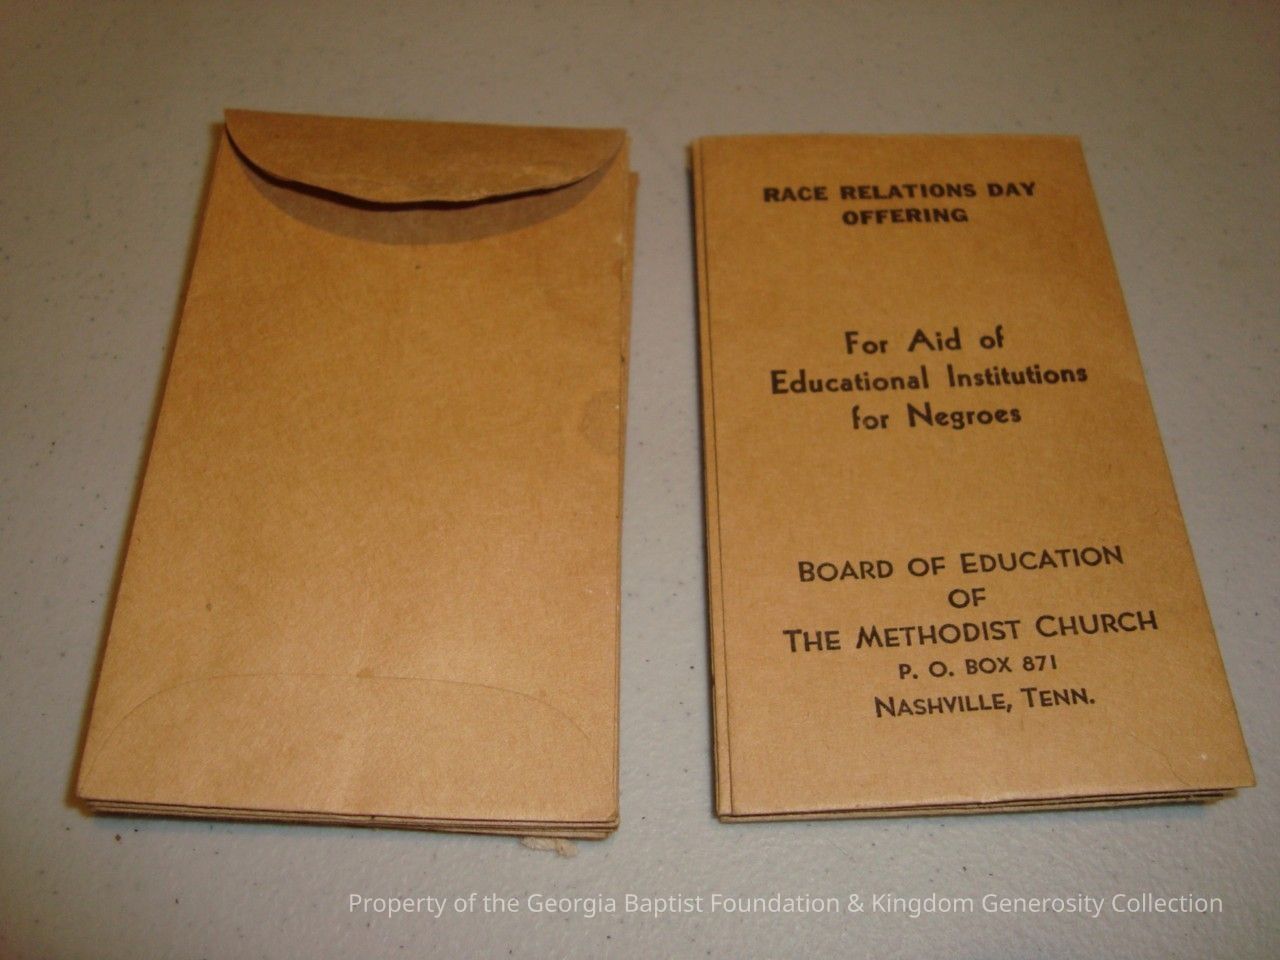 RACE RELATIONS DAY
OFFERING
For Aid of
Educational Institutions
for Negroes
BOARD OF EDUCATION
OF
THE METHODIST CHURCH
P. O. BOX 871
NASHVILLE, TENN.
Property of the Georgia Baptist Foundation & Kingdom Generosity Collection